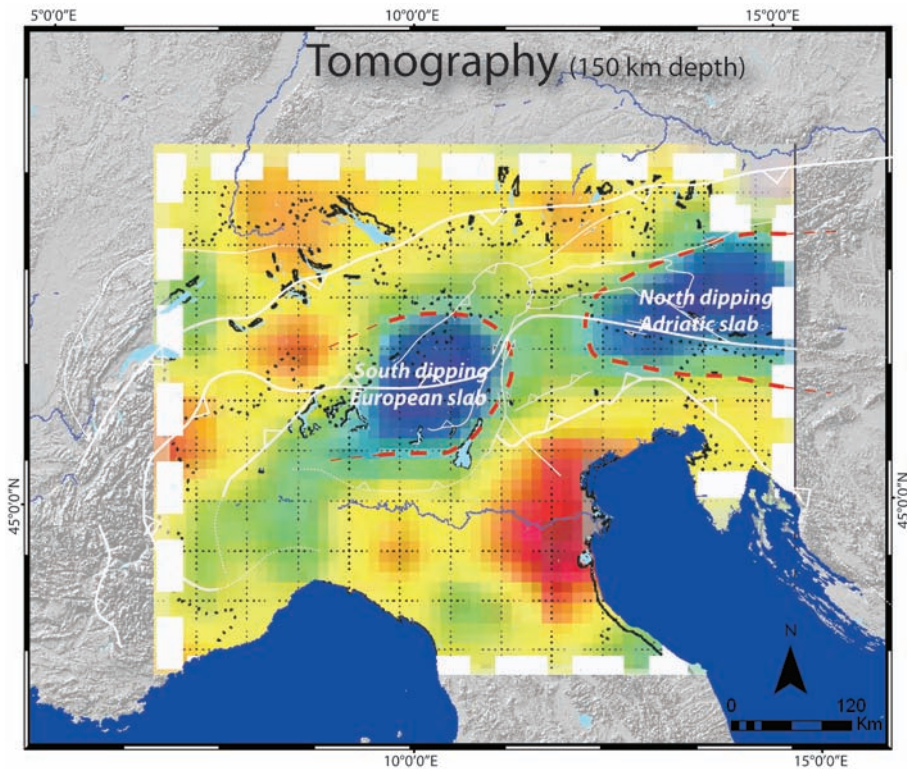 5°0'0"E 10°0'0"E 15°0'0"E
Tomography (150 km depth)
North dipping
Adriatic slab
South dipping
European slab
45°0'0"N 45°0'0"N
N
0 120
Km
10°0'0"E 15°0'0"E